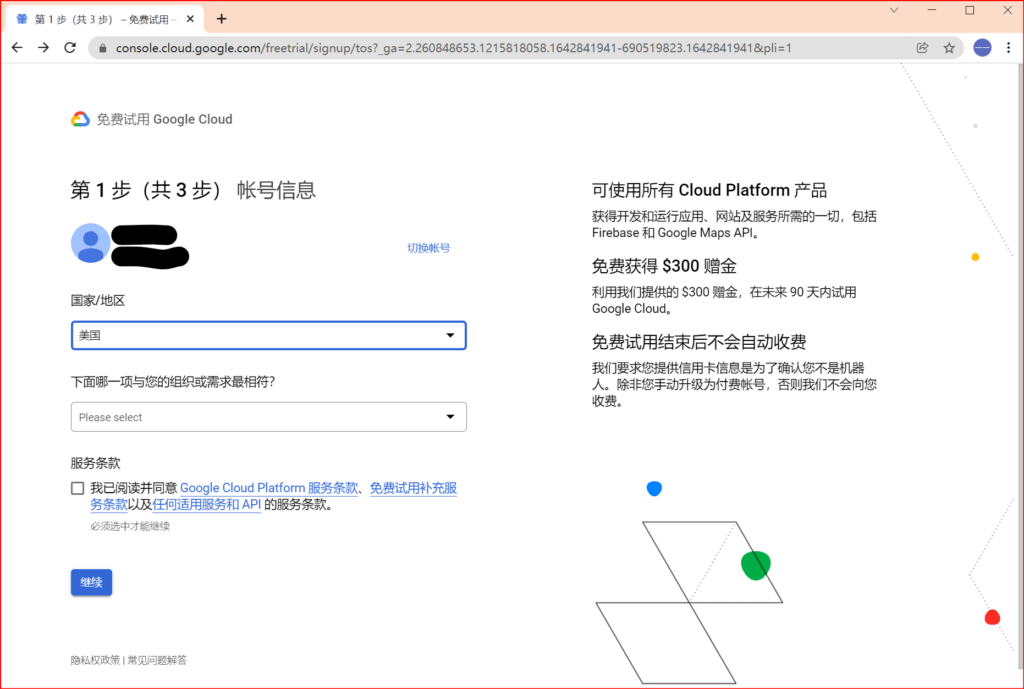 第 1 步（共 3 步） – 免费试用 –
console.cloud.google.com/freetrial/signup/tos?_ga=2.260848653.1215818058.1642841941-690519823.1642841941&pli=1
免费试用 Google Cloud
第 1 步（共 3 步） 帐号信息
切换帐号
国家/地区
美国
下面哪一项与您的组织或需求最相符?
Please select
服务条款
我已阅读并同意 Google Cloud Platform 服务条款、免费试用补充服
务条款以及任何适用服务和 API 的服务条款。
必须选中才能继续
继续
隐私权政策 | 常见问题解答
可使用所有 Cloud Platform 产品
获得开发和运行应用、网站及服务所需的一切，包括
Firebase 和 Google Maps API。
免费获得 $300 赠金
利用我们提供的 $300 赠金，在未来 90 天内试用
Google Cloud。
免费试用结束后不会自动收费
我们要求您提供信用卡信息是为了确认您不是机器
人。除非您手动升级为付费帐号，否则我们不会向您
收费。